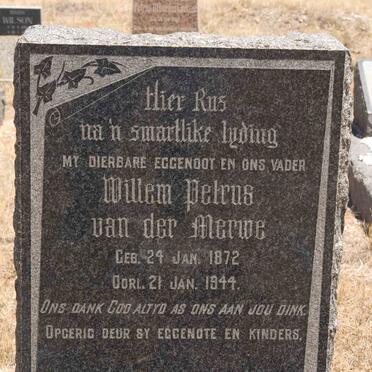 WILSON
Hier Rus
na 'n smartlike lyding
MY DIERBARE EGGENOOT EN ONS VADER
Willem Petrus
van der Merwe
GEB. 24 JAN. 1872
OORL. 21 JAN. 1944.
ONS DANK GOD ALTYD AS ONS AAN JOU DINK.
OPGERIG DEUR SY EGGENOTE EN KINDERS.